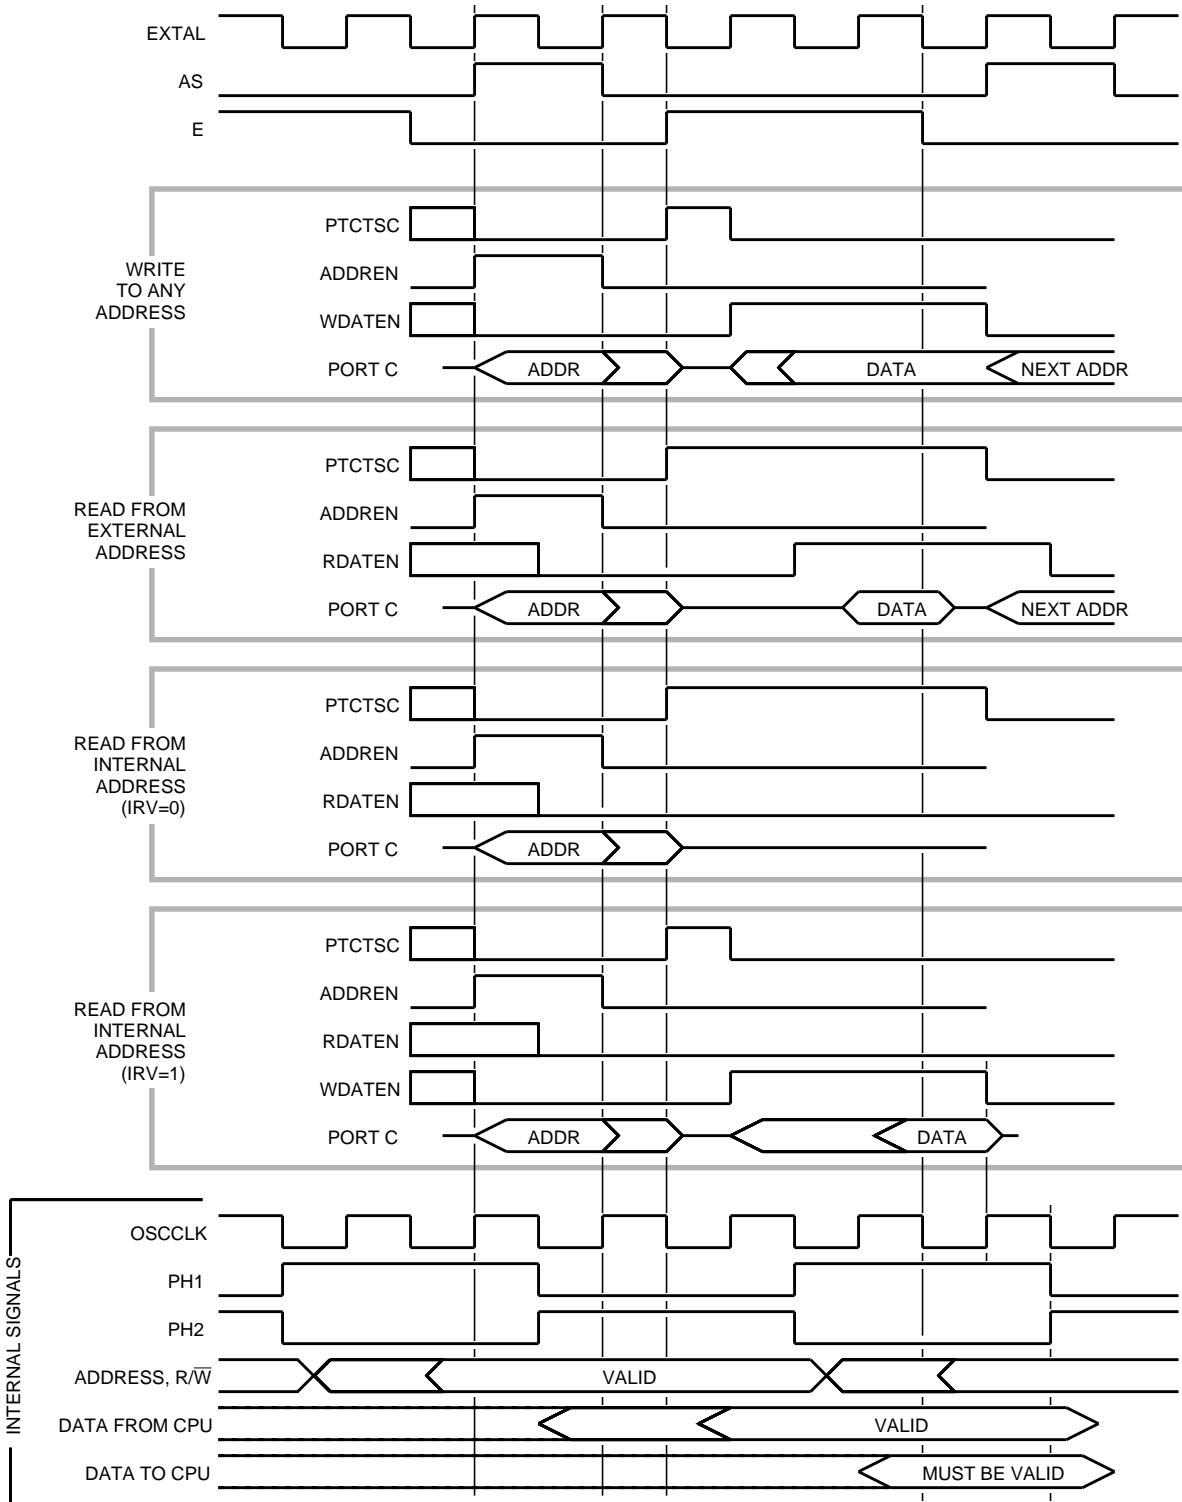 EXTAL
AS
E
WRITE
TO ANY
ADDRESS
PTCTSC
ADDREN
WDATEN
PORT C
ADDR
DATA
NEXT ADDR
READ FROM
EXTERNAL
ADDRESS
PTCTSC
ADDREN
RDATEN
PORT C
ADDR
DATA
NEXT ADDR
READ FROM
INTERNAL
ADDRESS
(IRV=0)
PTCTSC
ADDREN
RDATEN
PORT C
ADDR
READ FROM
INTERNAL
ADDRESS
(IRV=1)
PTCTSC
ADDREN
RDATEN
WDATEN
PORT C
ADDR
DATA
INTERNAL SIGNALS
OSCCLK
PH1
PH2
ADDRESS, R/W̅
VALID
DATA FROM CPU
VALID
DATA TO CPU
MUST BE VALID